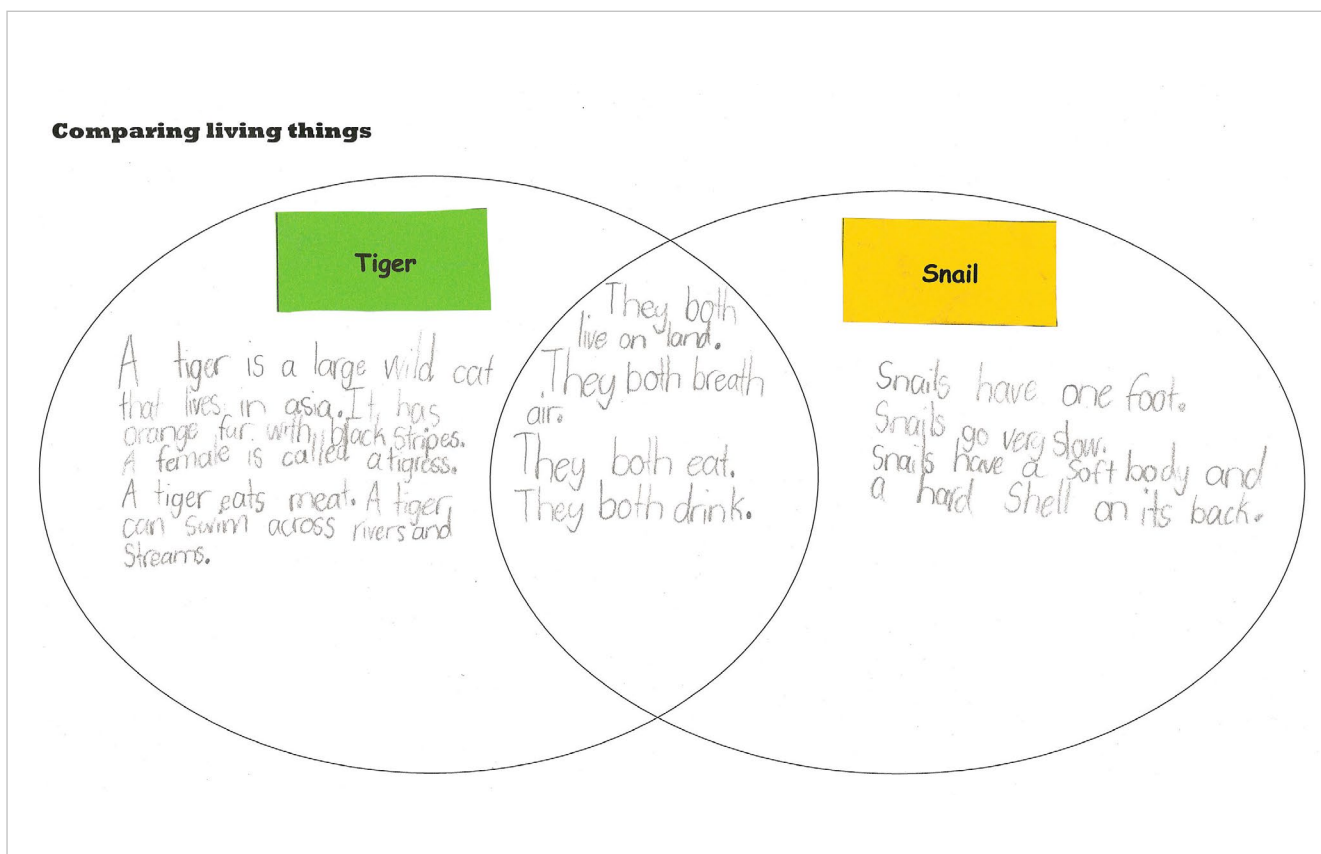 Comparing living things
Tiger
A tiger is a large wild cat
that lives in asia. It has
orange fur with black stripes.
A female is called a tigress.
A tiger eats meat. A tiger
can swim across rivers and
Streams.
They both
live on land.
They both breath
air.
They both eat.
They both drink.
Snail
Snails have one foot.
Snails go very slow.
Snails have a soft body and
a hard Shell on its back.